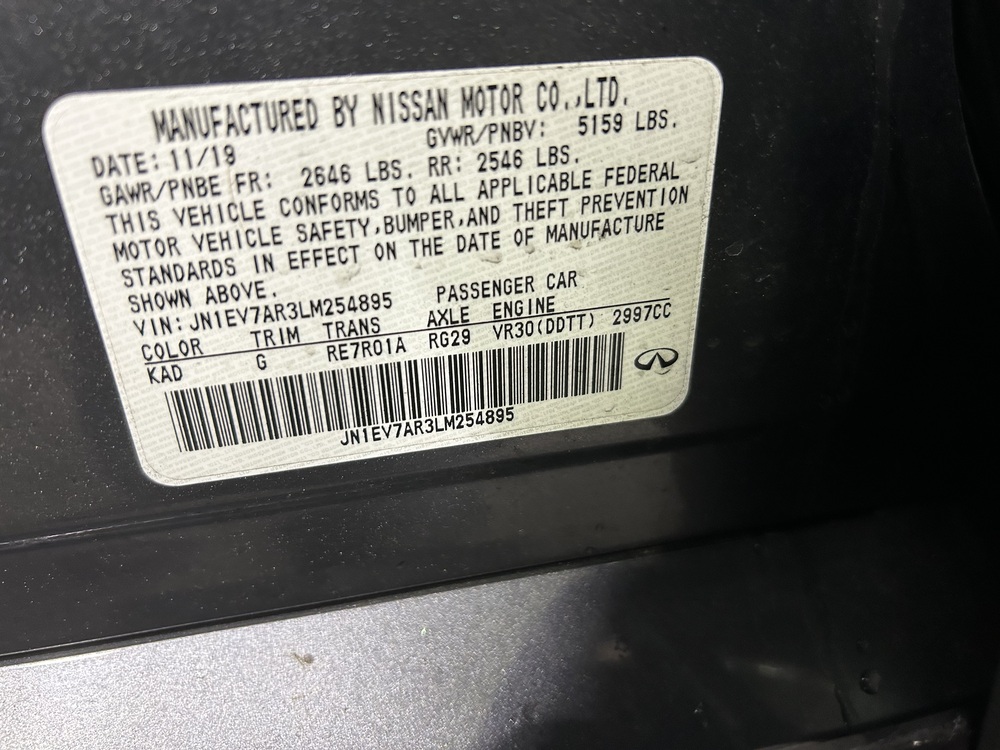 MANUFACTURED BY NISSAN MOTOR CO.,LTD.
DATE: 11/19 GVWR/PNBV: 5159 LBS.
GAWR/PNBE FR: 2646 LBS. RR: 2546 LBS.
THIS VEHICLE CONFORMS TO ALL APPLICABLE FEDERAL
MOTOR VEHICLE SAFETY,BUMPER,AND THEFT PREVENTION
STANDARDS IN EFFECT ON THE DATE OF MANUFACTURE
SHOWN ABOVE.
VIN: JN1EV7AR3LM254895 PASSENGER CAR
COLOR TRIM TRANS AXLE ENGINE
KAD G RE7R01A RG29 VR30(DDTT) 2997CC
JN1EV7AR3LM254895